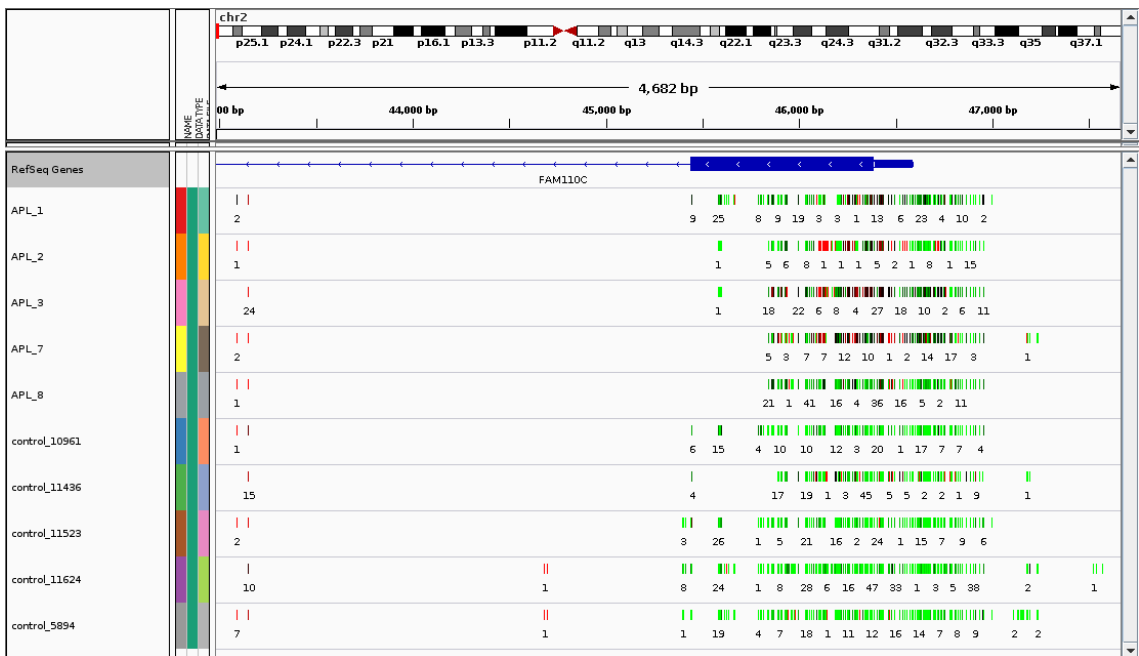 chr2
p25.1 p24.1 p22.3 p21 p16.1 p13.3 p11.2 q11.2 q13 q14.3 q22.1 q23.3 q24.3 q31.2 q32.3 q33.3 q35 q37.1
4,682 bp
00 bp 44,000 bp 45,000 bp 46,000 bp 47,000 bp
NAME
DATA TYPE
RefSeq Genes
FAM110C
APL_1
2 9 25 8 9 19 3 3 1 13 6 23 4 10 2
APL_2
1 1 5 6 8 1 1 1 5 2 1 8 1 15
APL_3
24 1 18 22 6 8 4 27 18 10 2 6 11
APL_7
2 5 3 7 7 12 10 1 2 14 17 3 1
APL_8
1 21 1 41 16 4 36 16 5 2 11
control_10961
1 6 15 4 10 10 12 3 20 1 17 7 7 4
control_11436
15 4 17 19 1 3 45 5 5 2 2 1 9 1
control_11523
2 3 26 1 5 21 16 2 24 1 15 7 9 6
control_11624
10 1 8 24 1 8 28 6 16 47 33 1 3 5 38 2 1
control_5894
7 1 1 19 4 7 18 1 11 12 16 14 7 8 9 2 2